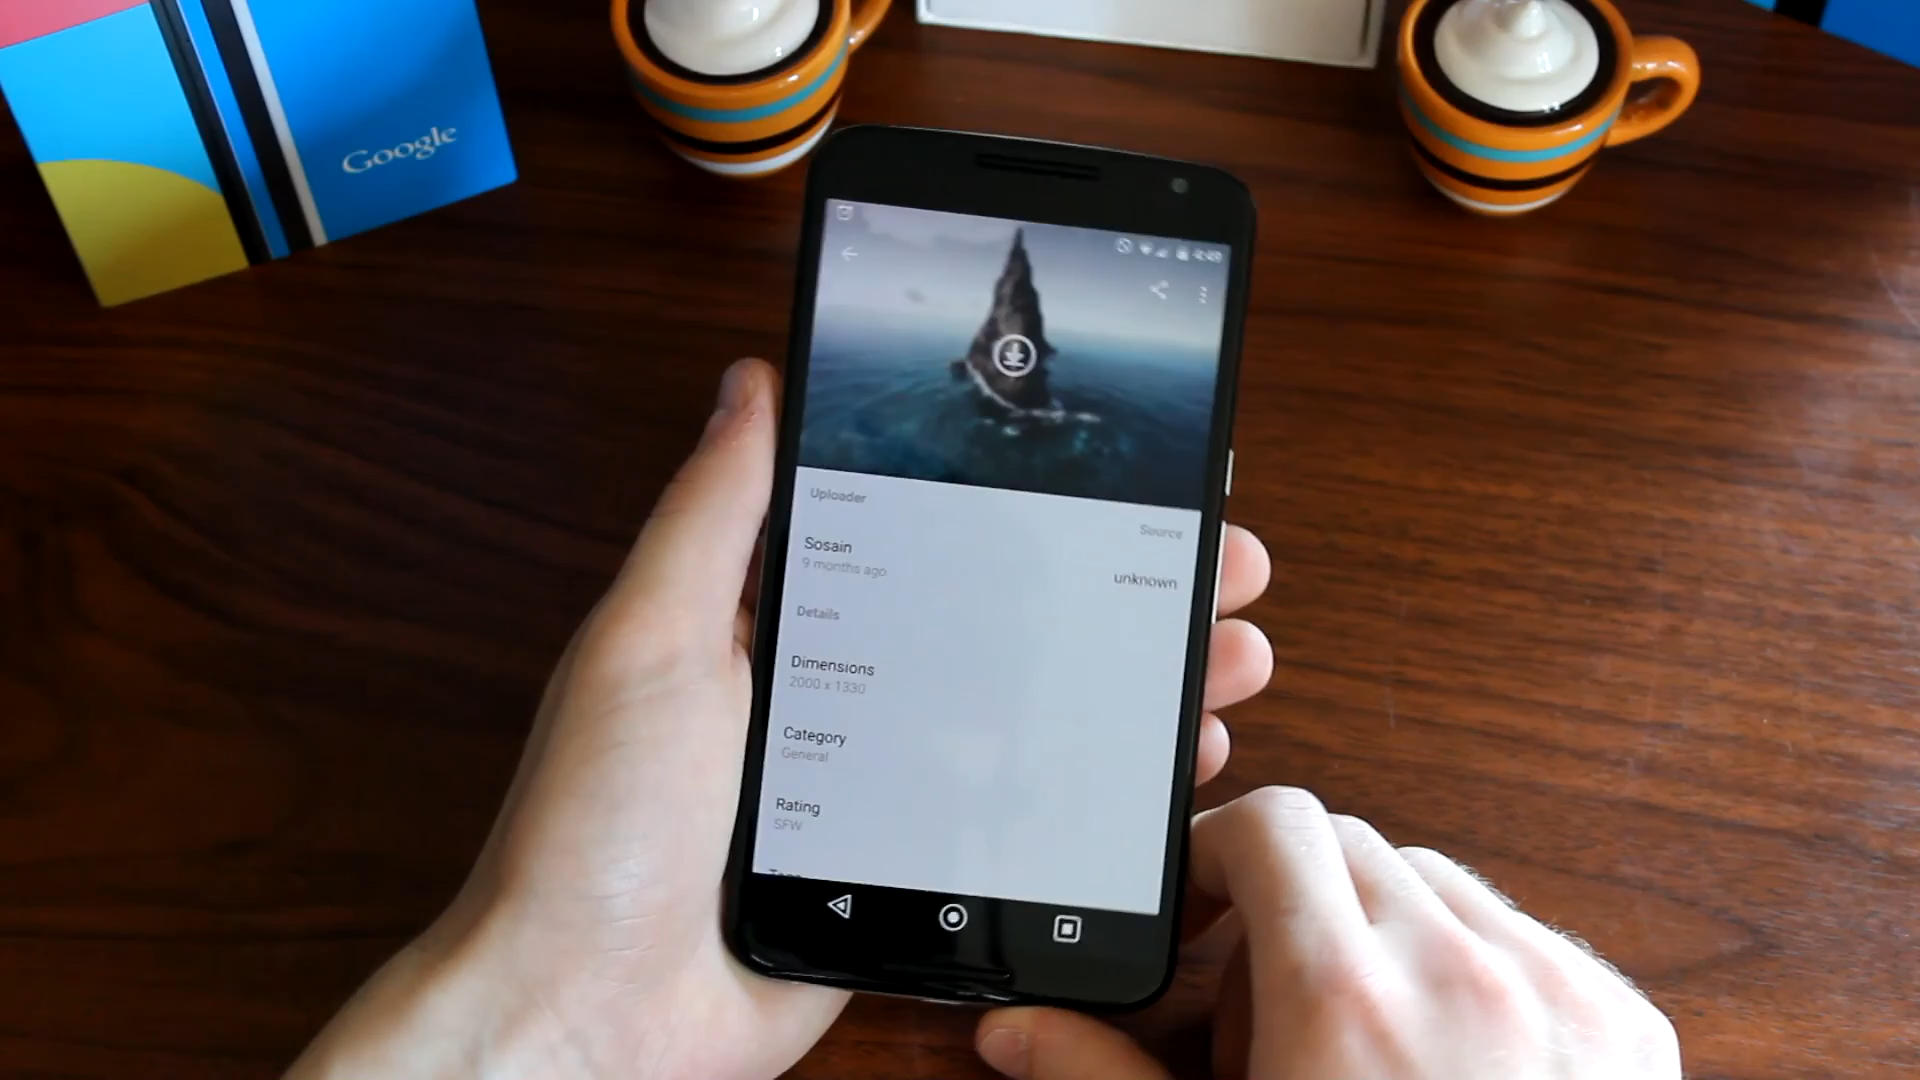 Google
Uploader
Source
Sosain
9 months ago
unknown
Details
Dimensions
2000 x 1330
Category
General
Rating
SFW